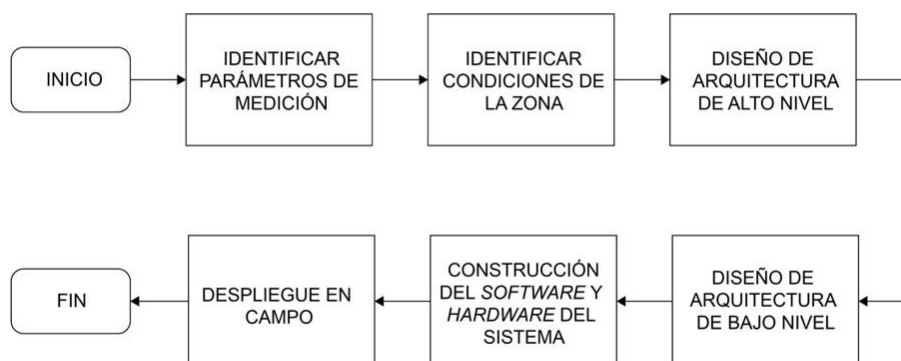 INICIO
IDENTIFICAR
PARÁMETROS DE
MEDICIÓN
IDENTIFICAR
CONDICIONES DE
LA ZONA
DISEÑO DE
ARQUITECTURA
DE ALTO NIVEL
FIN
DESPLIEGUE EN
CAMPO
CONSTRUCCIÓN
DEL SOFTWARE Y
HARDWARE DEL
SISTEMA
DISEÑO DE
ARQUITECTURA
DE BAJO NIVEL